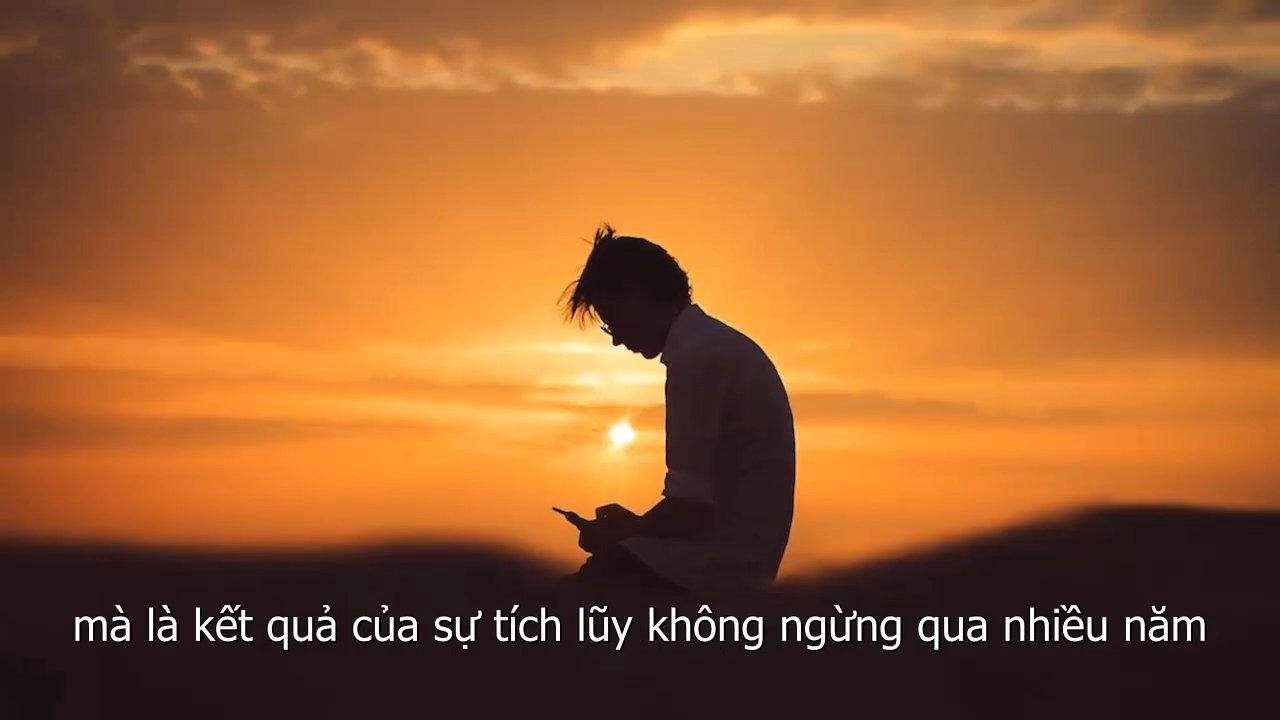 mà là kết quả của sự tích lũy không ngừng qua nhiều năm